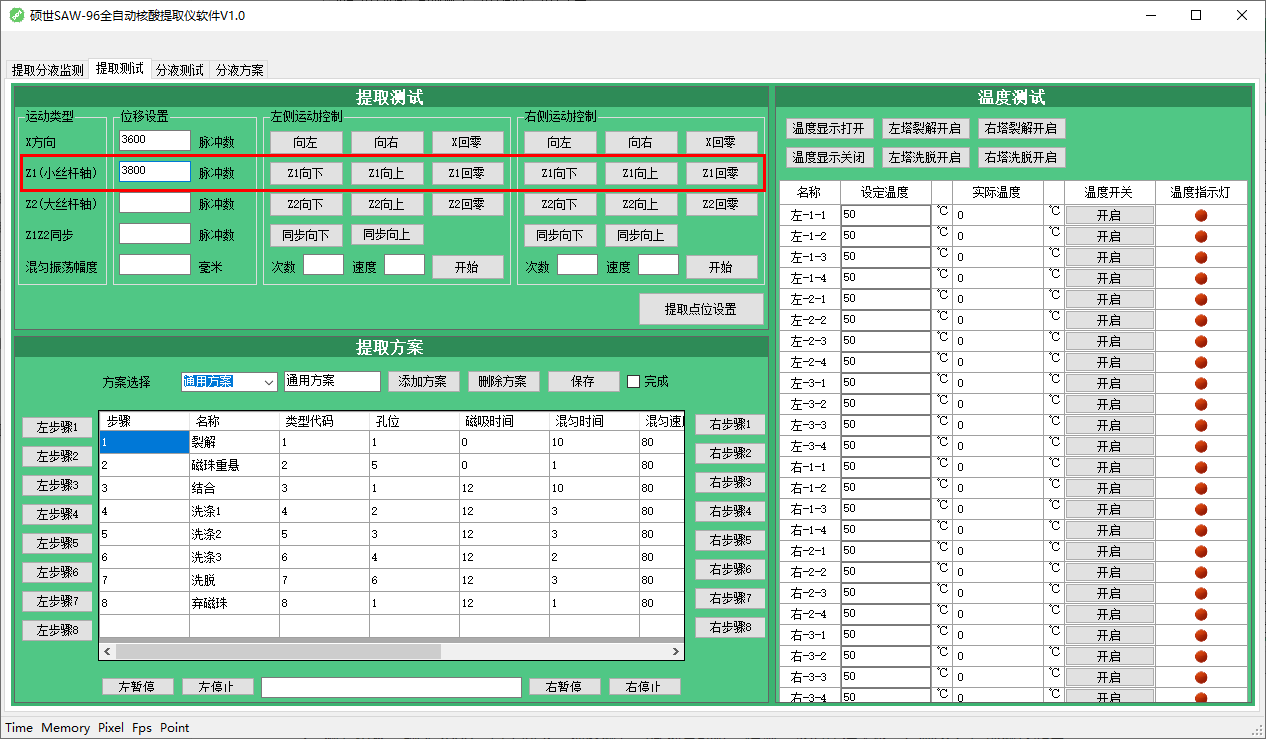 硕世SAW-96全自动核酸提取仪软件V1.0
提取分液监测 提取测试 分液测试 分液方案
提取测试
运动类型 位移设置 左侧运动控制 右侧运动控制
X方向 3600 脉冲数 向左 向右 X回零 向左 向右 X回零
Z1(小丝杆轴) 3800 脉冲数 Z1向下 Z1向上 Z1回零 Z1向下 Z1向上 Z1回零
Z2(大丝杆轴) 脉冲数 Z2向下 Z2向上 Z2回零 Z2向下 Z2向上 Z2回零
Z1Z2同步 脉冲数 同步向下 同步向上 同步向下 同步向上
混匀振荡幅度 毫米 次数 速度 开始 次数 速度 开始
提取点位设置
提取方案
方案选择 通用方案 通用方案 添加方案 删除方案 保存 完成
左步骤1
左步骤2
左步骤3
左步骤4
左步骤5
左步骤6
左步骤7
左步骤8
步骤 名称 类型代码 孔位 磁吸时间 混匀时间 混匀速
1 裂解 1 1 0 10 80
2 磁珠重悬 2 5 0 1 80
3 结合 3 1 12 10 80
4 洗涤1 4 2 12 3 80
5 洗涤2 5 3 12 3 80
6 洗涤3 6 4 12 2 80
7 洗脱 7 6 12 3 80
8 弃磁珠 8 1 12 1 80
右步骤1
右步骤2
右步骤3
右步骤4
右步骤5
右步骤6
右步骤7
右步骤8
左暂停 左停止 右暂停 右停止
温度测试
温度显示打开 左塔裂解开启 右塔裂解开启
温度显示关闭 左塔洗脱开启 右塔洗脱开启
名称 设定温度 实际温度 温度开关 温度指示灯
左-1-1 50 ℃ 0 ℃ 开启
左-1-2 50 ℃ 0 ℃ 开启
左-1-3 50 ℃ 0 ℃ 开启
左-1-4 50 ℃ 0 ℃ 开启
左-2-1 50 ℃ 0 ℃ 开启
左-2-2 50 ℃ 0 ℃ 开启
左-2-3 50 ℃ 0 ℃ 开启
左-2-4 50 ℃ 0 ℃ 开启
左-3-1 50 ℃ 0 ℃ 开启
左-3-2 50 ℃ 0 ℃ 开启
左-3-3 50 ℃ 0 ℃ 开启
左-3-4 50 ℃ 0 ℃ 开启
右-1-1 50 ℃ 0 ℃ 开启
右-1-2 50 ℃ 0 ℃ 开启
右-1-3 50 ℃ 0 ℃ 开启
右-1-4 50 ℃ 0 ℃ 开启
右-2-1 50 ℃ 0 ℃ 开启
右-2-2 50 ℃ 0 ℃ 开启
右-2-3 50 ℃ 0 ℃ 开启
右-2-4 50 ℃ 0 ℃ 开启
右-3-1 50 ℃ 0 ℃ 开启
右-3-2 50 ℃ 0 ℃ 开启
右-3-3 50 ℃ 0 ℃ 开启
右-3-4 50 ℃ 0 ℃ 开启
Time Memory Pixel Fps Point